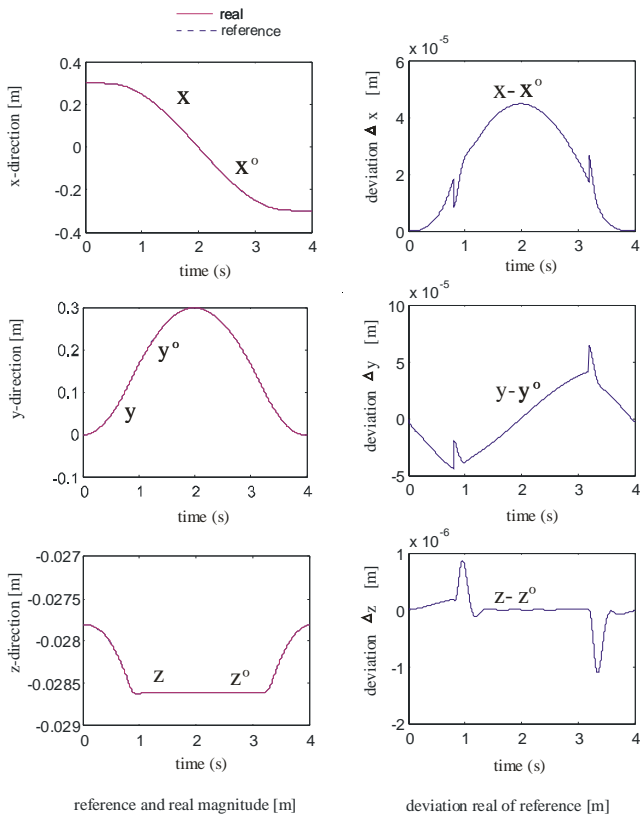 real
reference
x 10⁻⁵
x-direction [m]
0.4
0.2
0
-0.2
-0.4
x
x°
0
1
2
3
4
time (s)
deviation Δ x [m]
6
4
2
0
x- x°
0
1
2
3
4
time (s)
y-direction [m]
0.3
0.3
0.1
0
-0.1
y°
y
0
1
2
3
4
time (s)
x 10⁻⁵
deviation Δ y [m]
10
5
0
-5
y- y°
0
1
2
3
4
time (s)
z-direction [m]
-0.027
-0.0275
-0.028
-0.0285
-0.029
z
z°
0
1
2
3
4
time (s)
x 10⁻⁶
deviation Δz [m]
1
0
-1
-2
z- z°
0
1
2
3
4
time (s)
reference and real magnitude [m]
deviation real of reference [m]